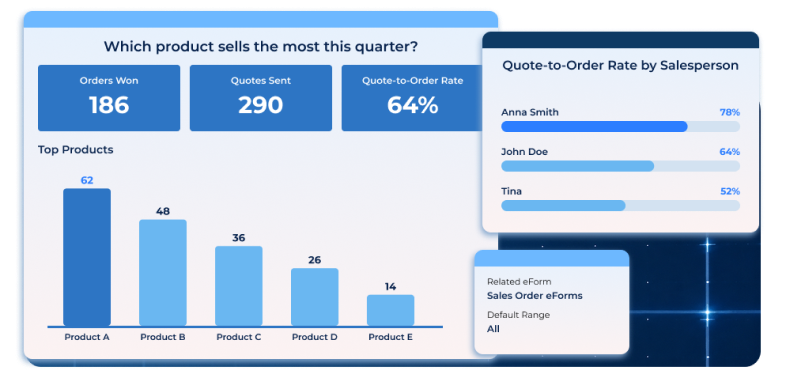 Which product sells the most this quarter?
Orders Won
186
Quotes Sent
290
Quote-to-Order Rate
64%
Top Products
62
48
36
26
14
Product A
Product B
Product C
Product D
Product E
Quote-to-Order Rate by Salesperson
Anna Smith 78%
John Doe 64%
Tina 52%
Related eForm
Sales Order eForms
Default Range
All